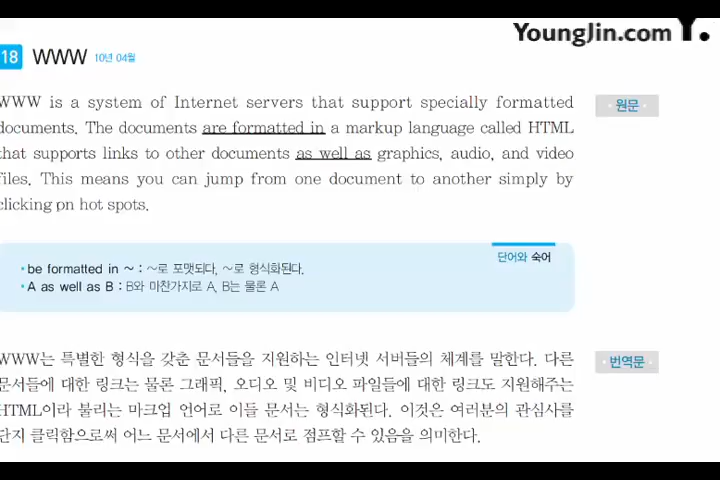 YoungJin.com Y.
18 WWW 10년 04월
WWW is a system of Internet servers that support specially formatted
원문
documents. The documents are formatted in a markup language called HTML
that supports links to other documents as well as graphics, audio, and video
files. This means you can jump from one document to another simply by
clicking pn hot spots.
단어와 숙어
• be formatted in ~ : ~로 포맷되다, ~로 형식화된다.
• A as well as B : B와 마찬가지로 A, B는 물론 A
WWW는 특별한 형식을 갖춘 문서들을 지원하는 인터넷 서버들의 체계를 말한다. 다른
번역문
문서들에 대한 링크는 물론 그래픽, 오디오 및 비디오 파일들에 대한 링크도 지원해주는
HTML이라 불리는 마크업 언어로 이들 문서는 형식화된다. 이것은 여러분의 관심사를
단지 클릭함으로써 어느 문서에서 다른 문서로 점프할 수 있음을 의미한다.